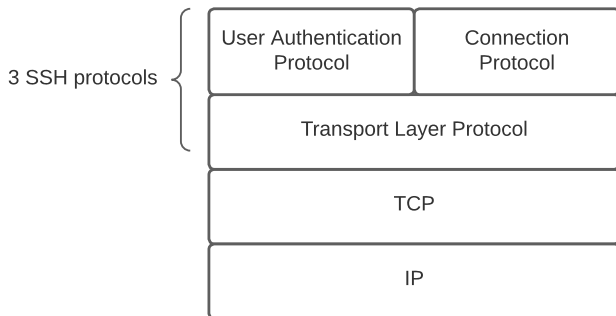 3 SSH protocols
User Authentication
Protocol
Connection
Protocol
Transport Layer Protocol
TCP
IP